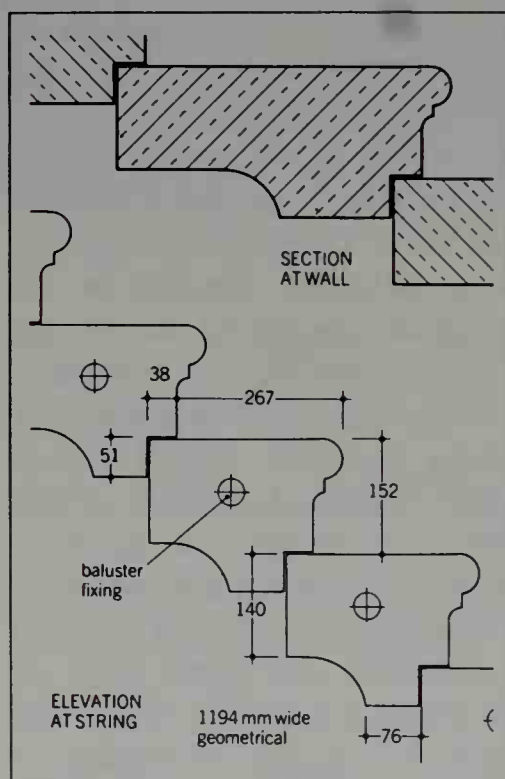 SECTION
AT WALL
38
267
51
152
baluster
fixing
140
ELEVATION
AT STRING
1194 mm wide
geometrical
76